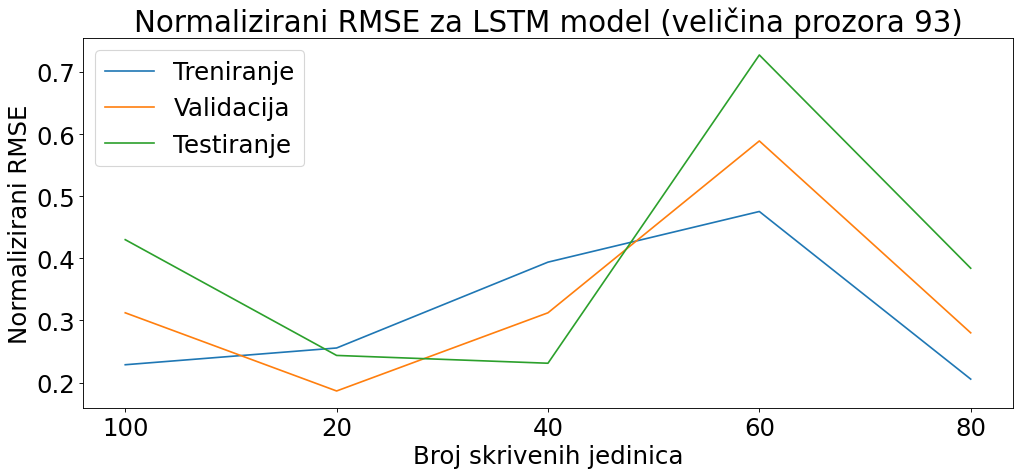 Normalizirani RMSE za LSTM model (veličina prozora 93)
Treniranje
Validacija
Testiranje
Normalizirani RMSE
0.7
0.6
0.5
0.4
0.3
0.2
100 20 40 60 80
Broj skrivenih jedinica